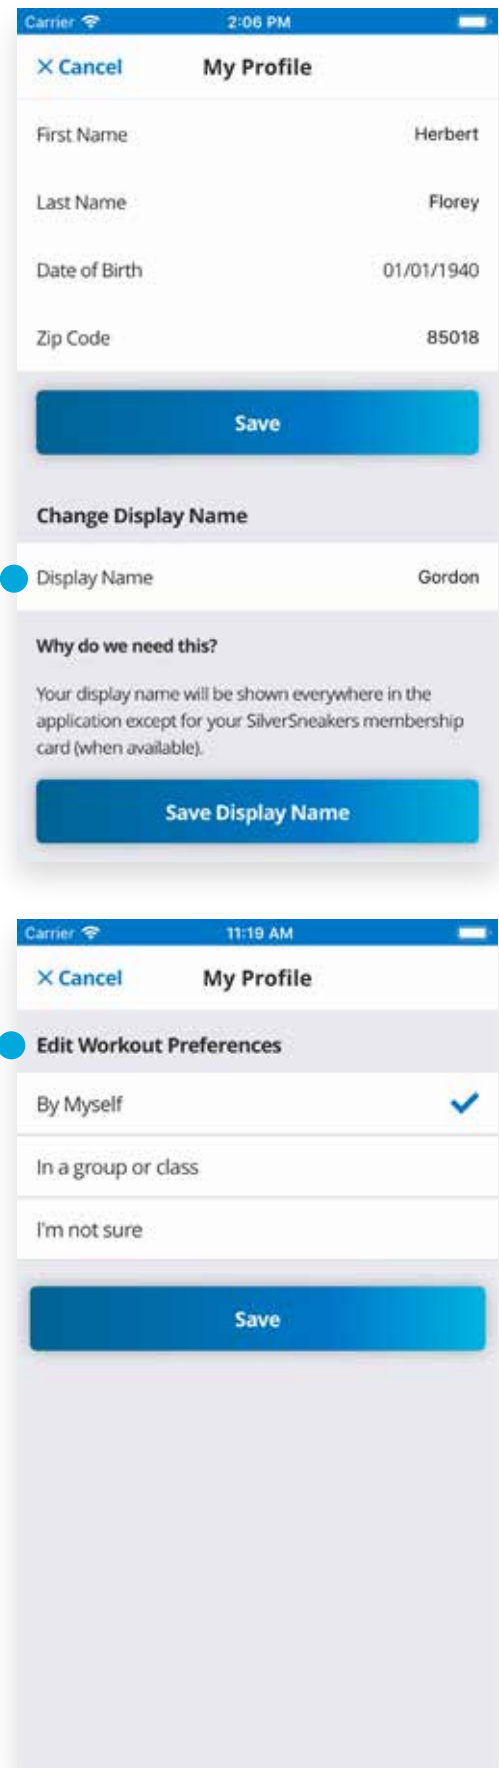 Carrier 2:06 PM
× Cancel My Profile
First Name Herbert
Last Name Florey
Date of Birth 01/01/1940
Zip Code 85018
Save
Change Display Name
Display Name Gordon
Why do we need this?
Your display name will be shown everywhere in the
application except for your SilverSneakers membership
card (when available).
Save Display Name
Carrier 11:19 AM
× Cancel My Profile
Edit Workout Preferences
By Myself
In a group or class
I'm not sure
Save